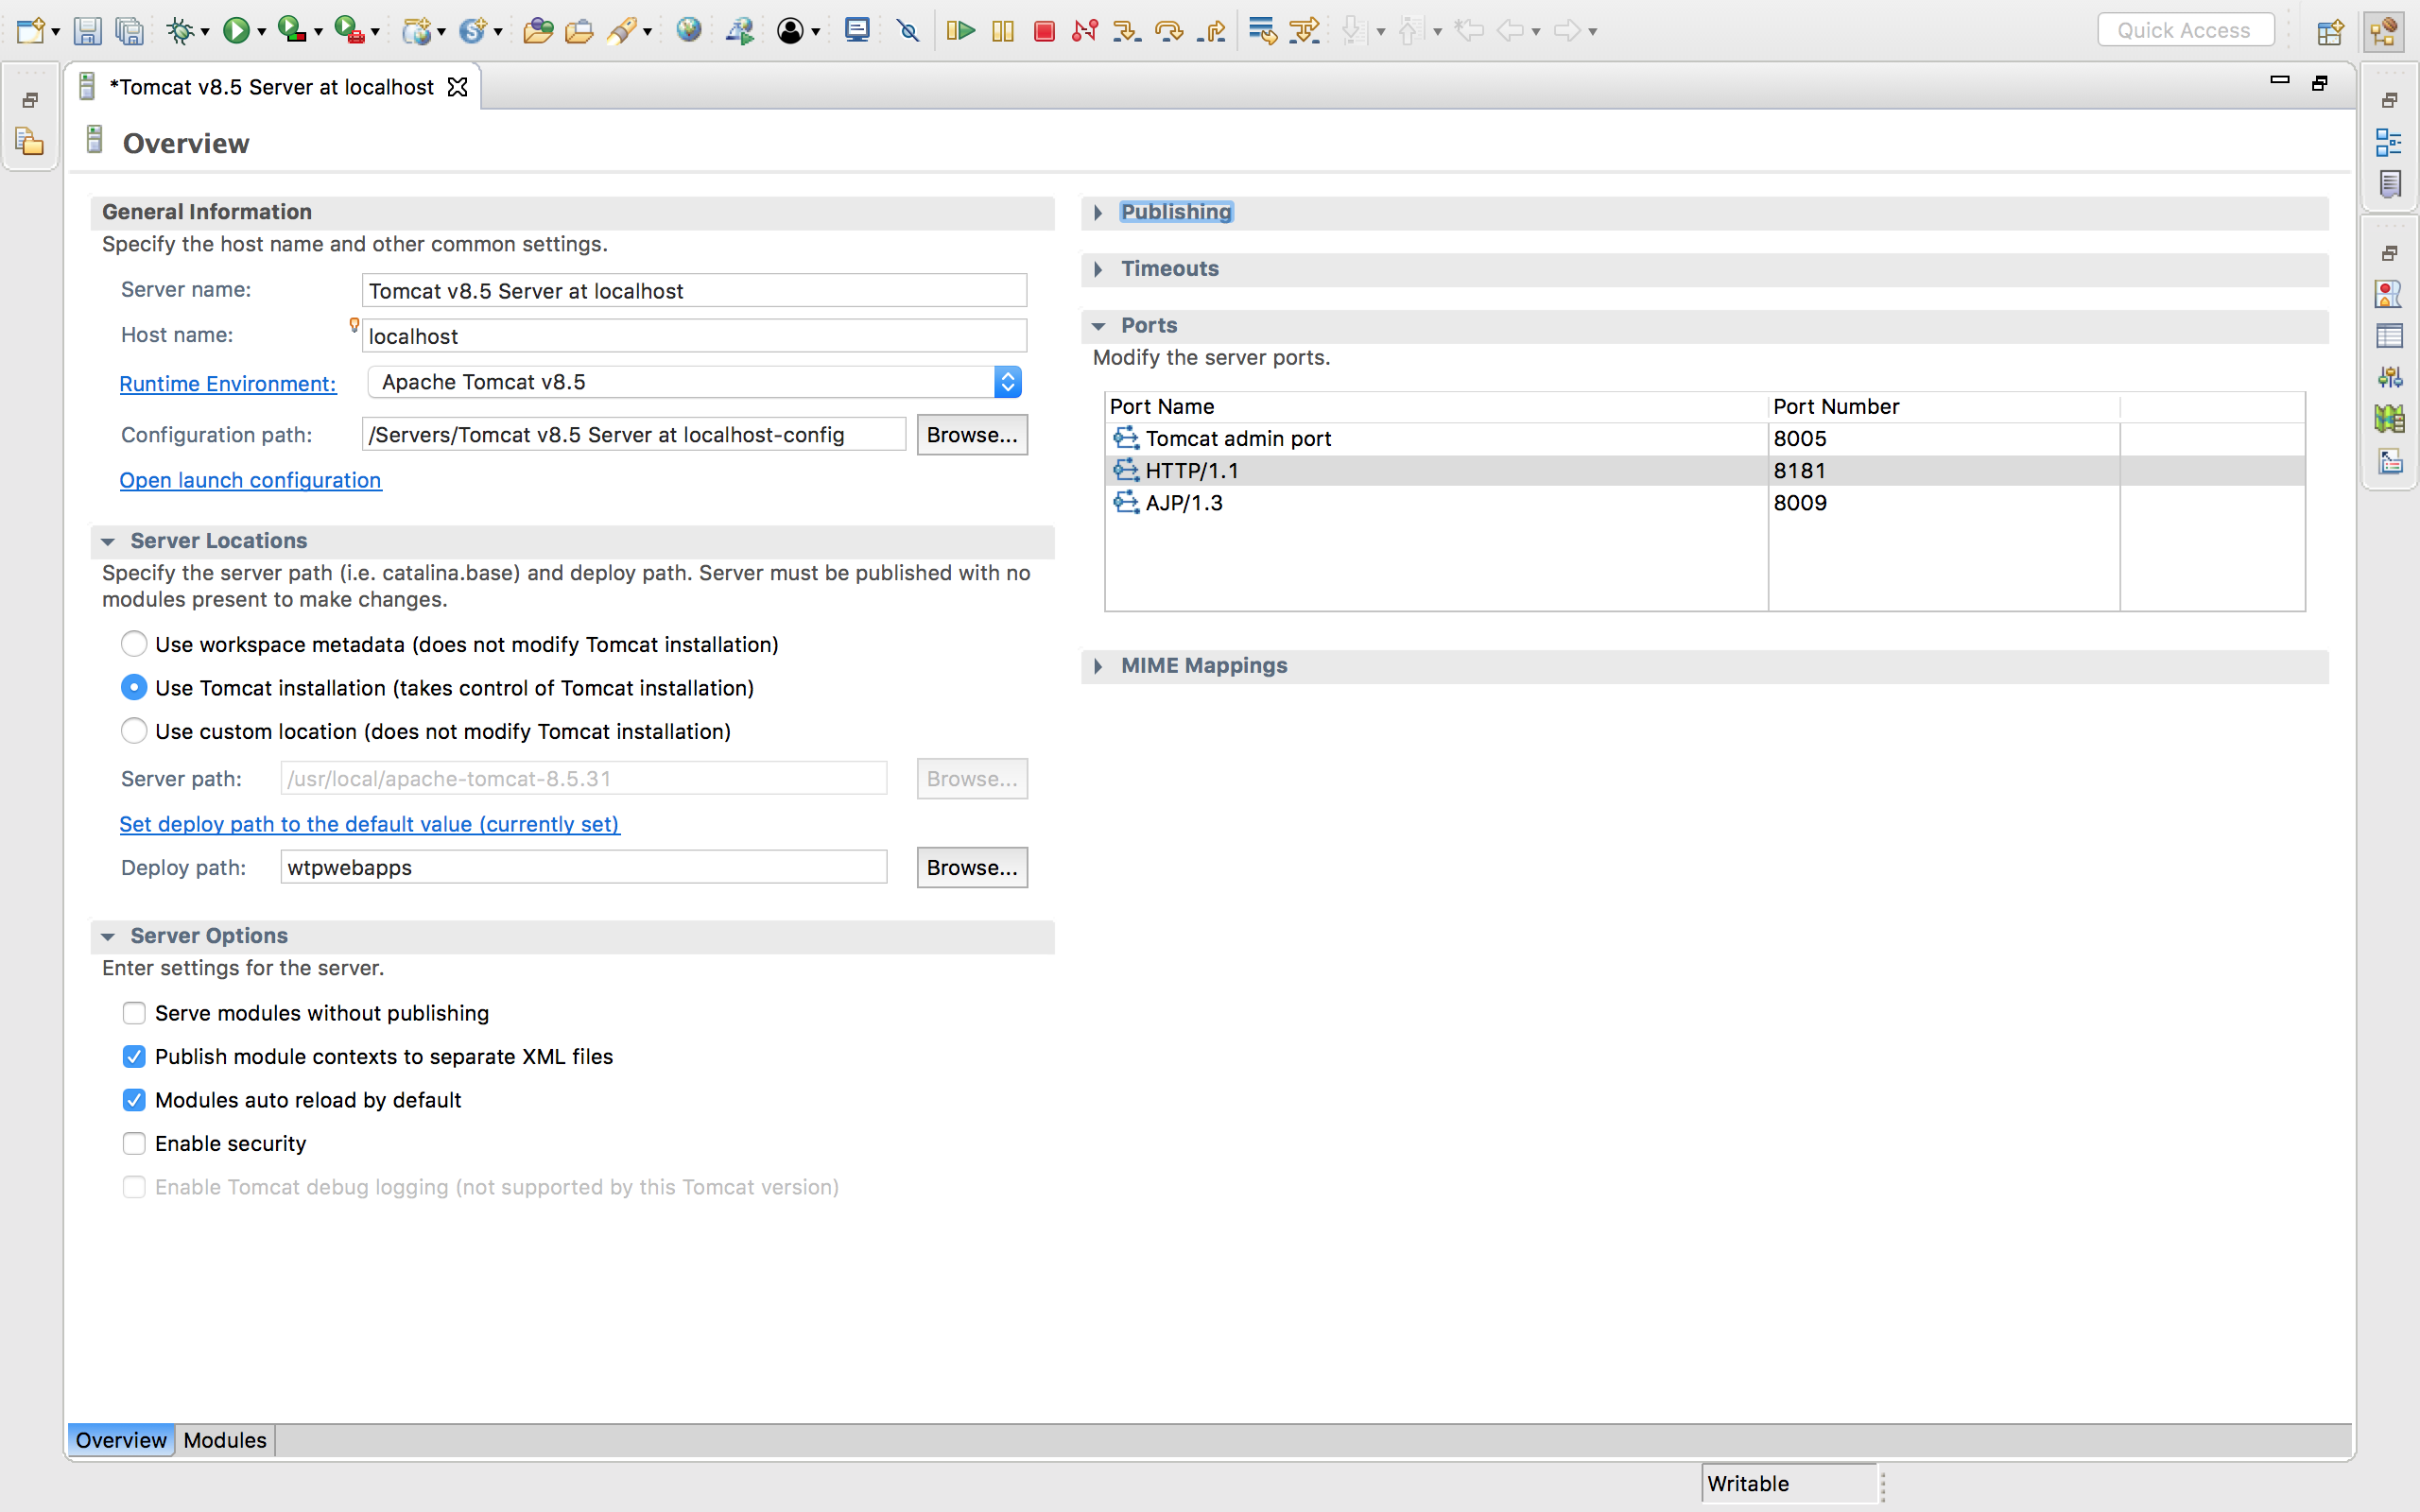 Quick Access
*Tomcat v8.5 Server at localhost
Overview
General Information
Specify the host name and other common settings.
Server name: Tomcat v8.5 Server at localhost
Host name: localhost
Runtime Environment: Apache Tomcat v8.5
Configuration path: /Servers/Tomcat v8.5 Server at localhost-config Browse...
Open launch configuration
Server Locations
Specify the server path (i.e. catalina.base) and deploy path. Server must be published with no
modules present to make changes.
Use workspace metadata (does not modify Tomcat installation)
Use Tomcat installation (takes control of Tomcat installation)
Use custom location (does not modify Tomcat installation)
Server path: /usr/local/apache-tomcat-8.5.31 Browse...
Set deploy path to the default value (currently set)
Deploy path: wtpwebapps Browse...
Server Options
Enter settings for the server.
Serve modules without publishing
Publish module contexts to separate XML files
Modules auto reload by default
Enable security
Enable Tomcat debug logging (not supported by this Tomcat version)
Publishing
Timeouts
Ports
Modify the server ports.
Port Name Port Number
Tomcat admin port 8005
HTTP/1.1 8181
AJP/1.3 8009
MIME Mappings
Overview Modules
Writable